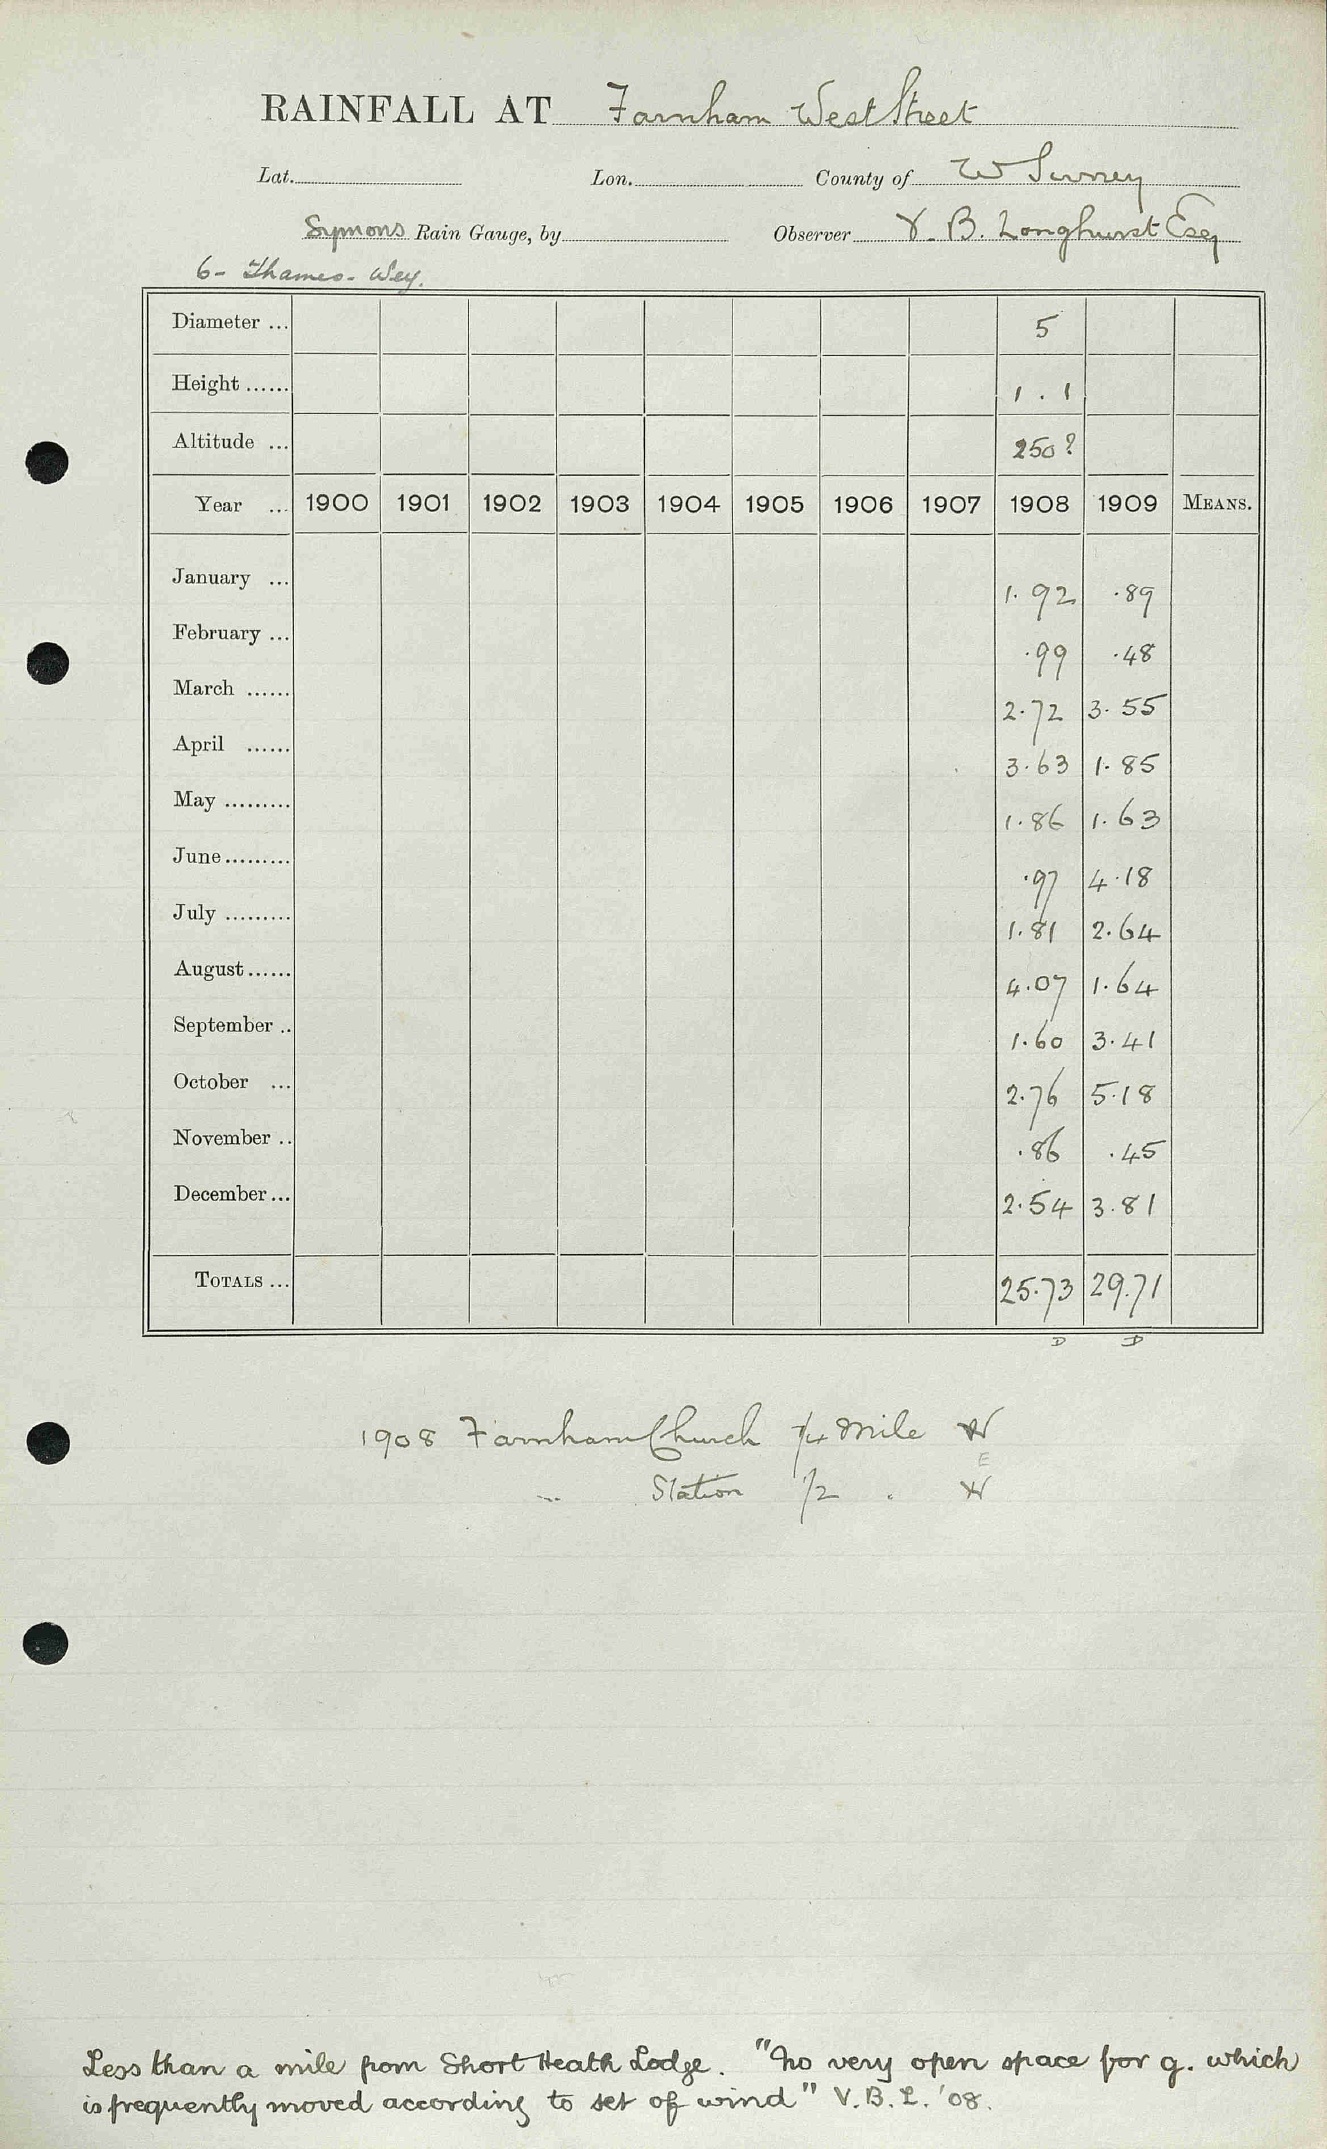 RAINFALL AT Farnham West Street
Lat. Lon. County of W Surrey
Symons Rain Gauge, by Observer V. B. Longhurst Esq
6 - Thames - Wey.
Diameter ... 5
Height ...... 1 . 1
Altitude ... 250?
Year ... 1900 1901 1902 1903 1904 1905 1906 1907 1908 1909 MEANS.
January ... 1.92 .89
February ... .99 .48
March ...... 2.72 3.55
April ...... 3.63 1.85
May ......... 1.86 1.63
June ......... .97 4.18
July ......... 1.81 2.64
August ...... 4.07 1.64
September .. 1.60 3.41
October ... 2.76 5.18
November .. .86 .45
December ... 2.54 3.81
TOTALS ... 25.73 29.71
D D
1908 Farnham Church 1/4 Mile W
E
" Station 1/2 " W
Less than a mile from Short Heath Lodge. "No very open space for g. which
is frequently moved according to set of wind" V.B.L. '08.